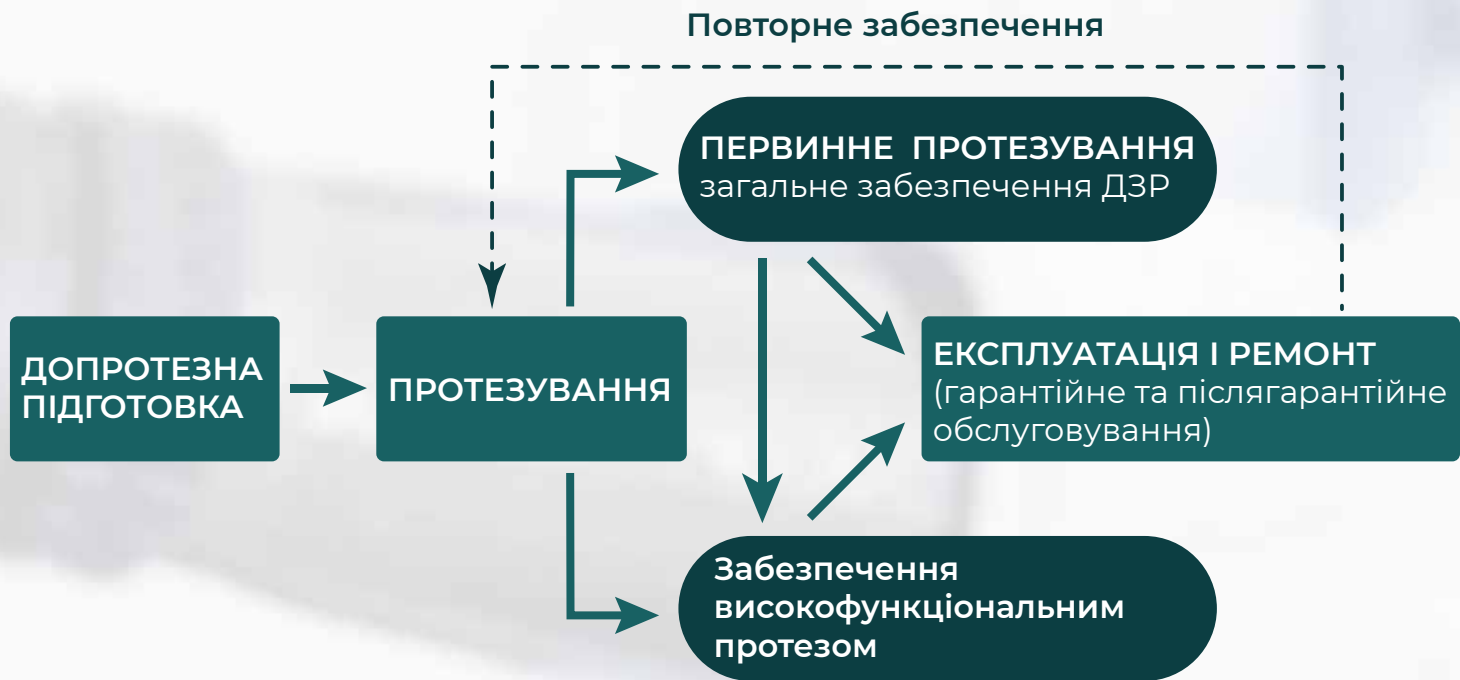 Повторне забезпечення
ПЕРВИННЕ ПРОТЕЗУВАННЯ
загальне забезпечення ДЗР
ДОПРОТЕЗНА
ПІДГОТОВКА
ПРОТЕЗУВАННЯ
ЕКСПЛУАТАЦІЯ І РЕМОНТ
(гарантійне та післягарантійне
обслуговування)
Забезпечення
високофункціональним
протезом